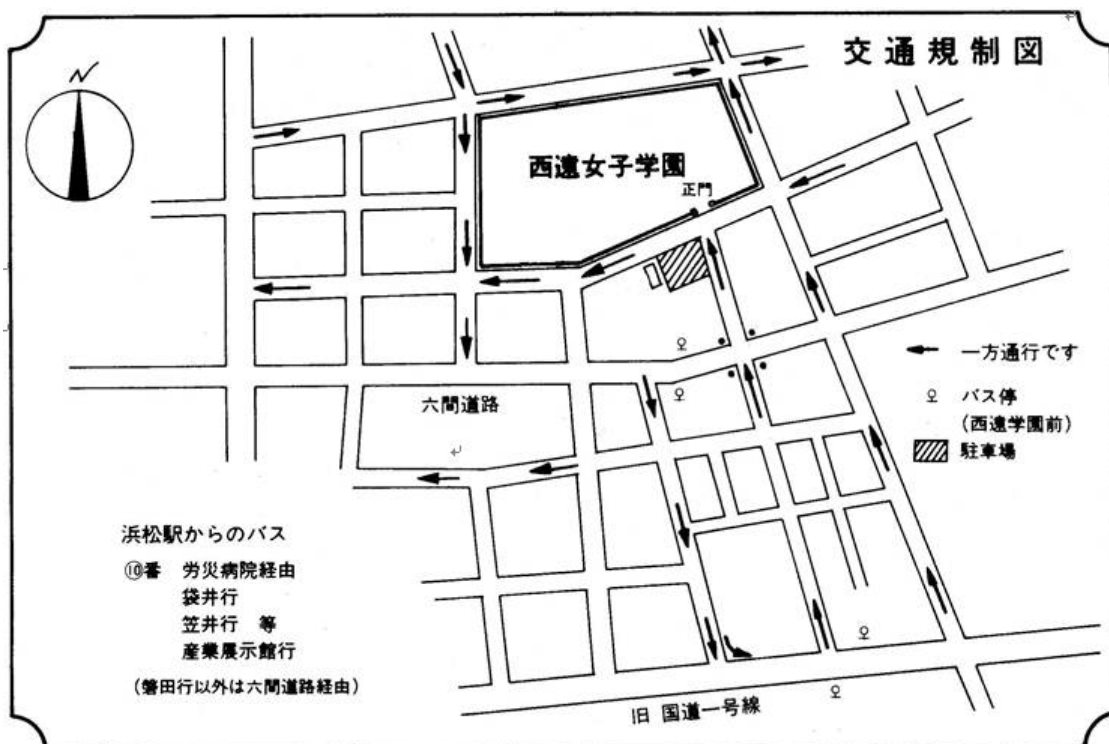 交通規制図
N
西遠女子学園
正門
一方通行です
バス停
(西遠学園前)
駐車場
六間道路
浜松駅からのバス
⑩番 労災病院経由
袋井行
笠井行 等
産業展示館行
(磐田行以外は六間道路経由)
旧 国道一号線